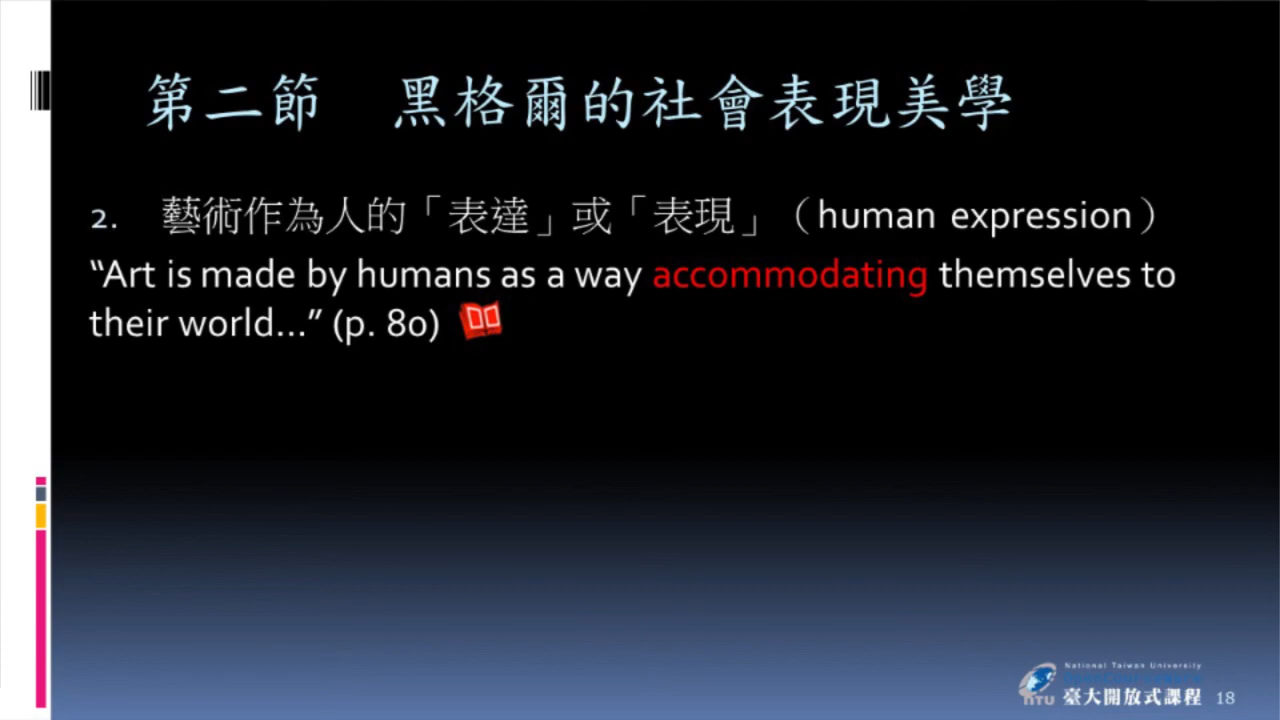 第二節 黑格爾的社會表現美學
2. 藝術作為人的「表達」或「表現」（human expression）
“Art is made by humans as a way accommodating themselves to
their world…” (p. 80)
National Taiwan University
OpenCourseWare
NTU 臺大開放式課程 18